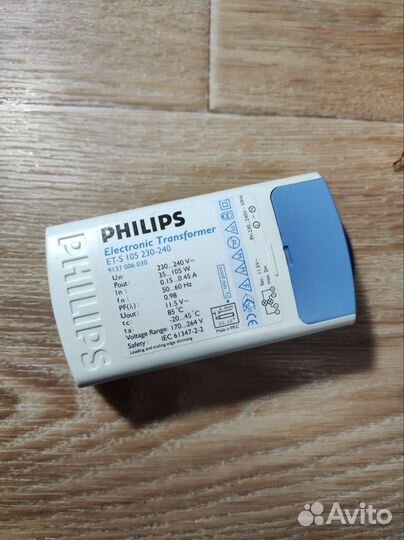 PHILIPS
PHILIPS
Electronic Transformer
ET-S 105 230-240
9137 006 030
Un: 230...240 V~
Pout: 35...105 W
In : 0.15...0.45 A
fn : 50...60 Hz
PF(λ) : 0.98
Uout : 11.5 V~
tc: 85°C
ta -20...45°C
Voltage Range: 170...264 V
Safety : IEC 61347-2-2
Leading and trailing edge dimming
Made in P.R.C
Avito